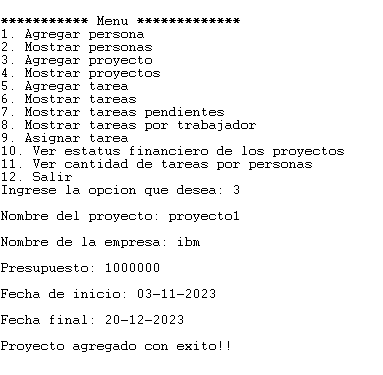 *********** Menu *************
1. Agregar persona
2. Mostrar personas
3. Agregar proyecto
4. Mostrar proyectos
5. Agregar tarea
6. Mostrar tareas
7. Mostrar tareas pendientes
8. Mostrar tareas por trabajador
9. Asignar tarea
10. Ver estatus financiero de los proyectos
11. Ver cantidad de tareas por personas
12. Salir
Ingrese la opcion que desea: 3
Nombre del proyecto: proyecto1
Nombre de la empresa: ibm
Presupuesto: 1000000
Fecha de inicio: 03-11-2023
Fecha final: 20-12-2023
Proyecto agregado con exito!!